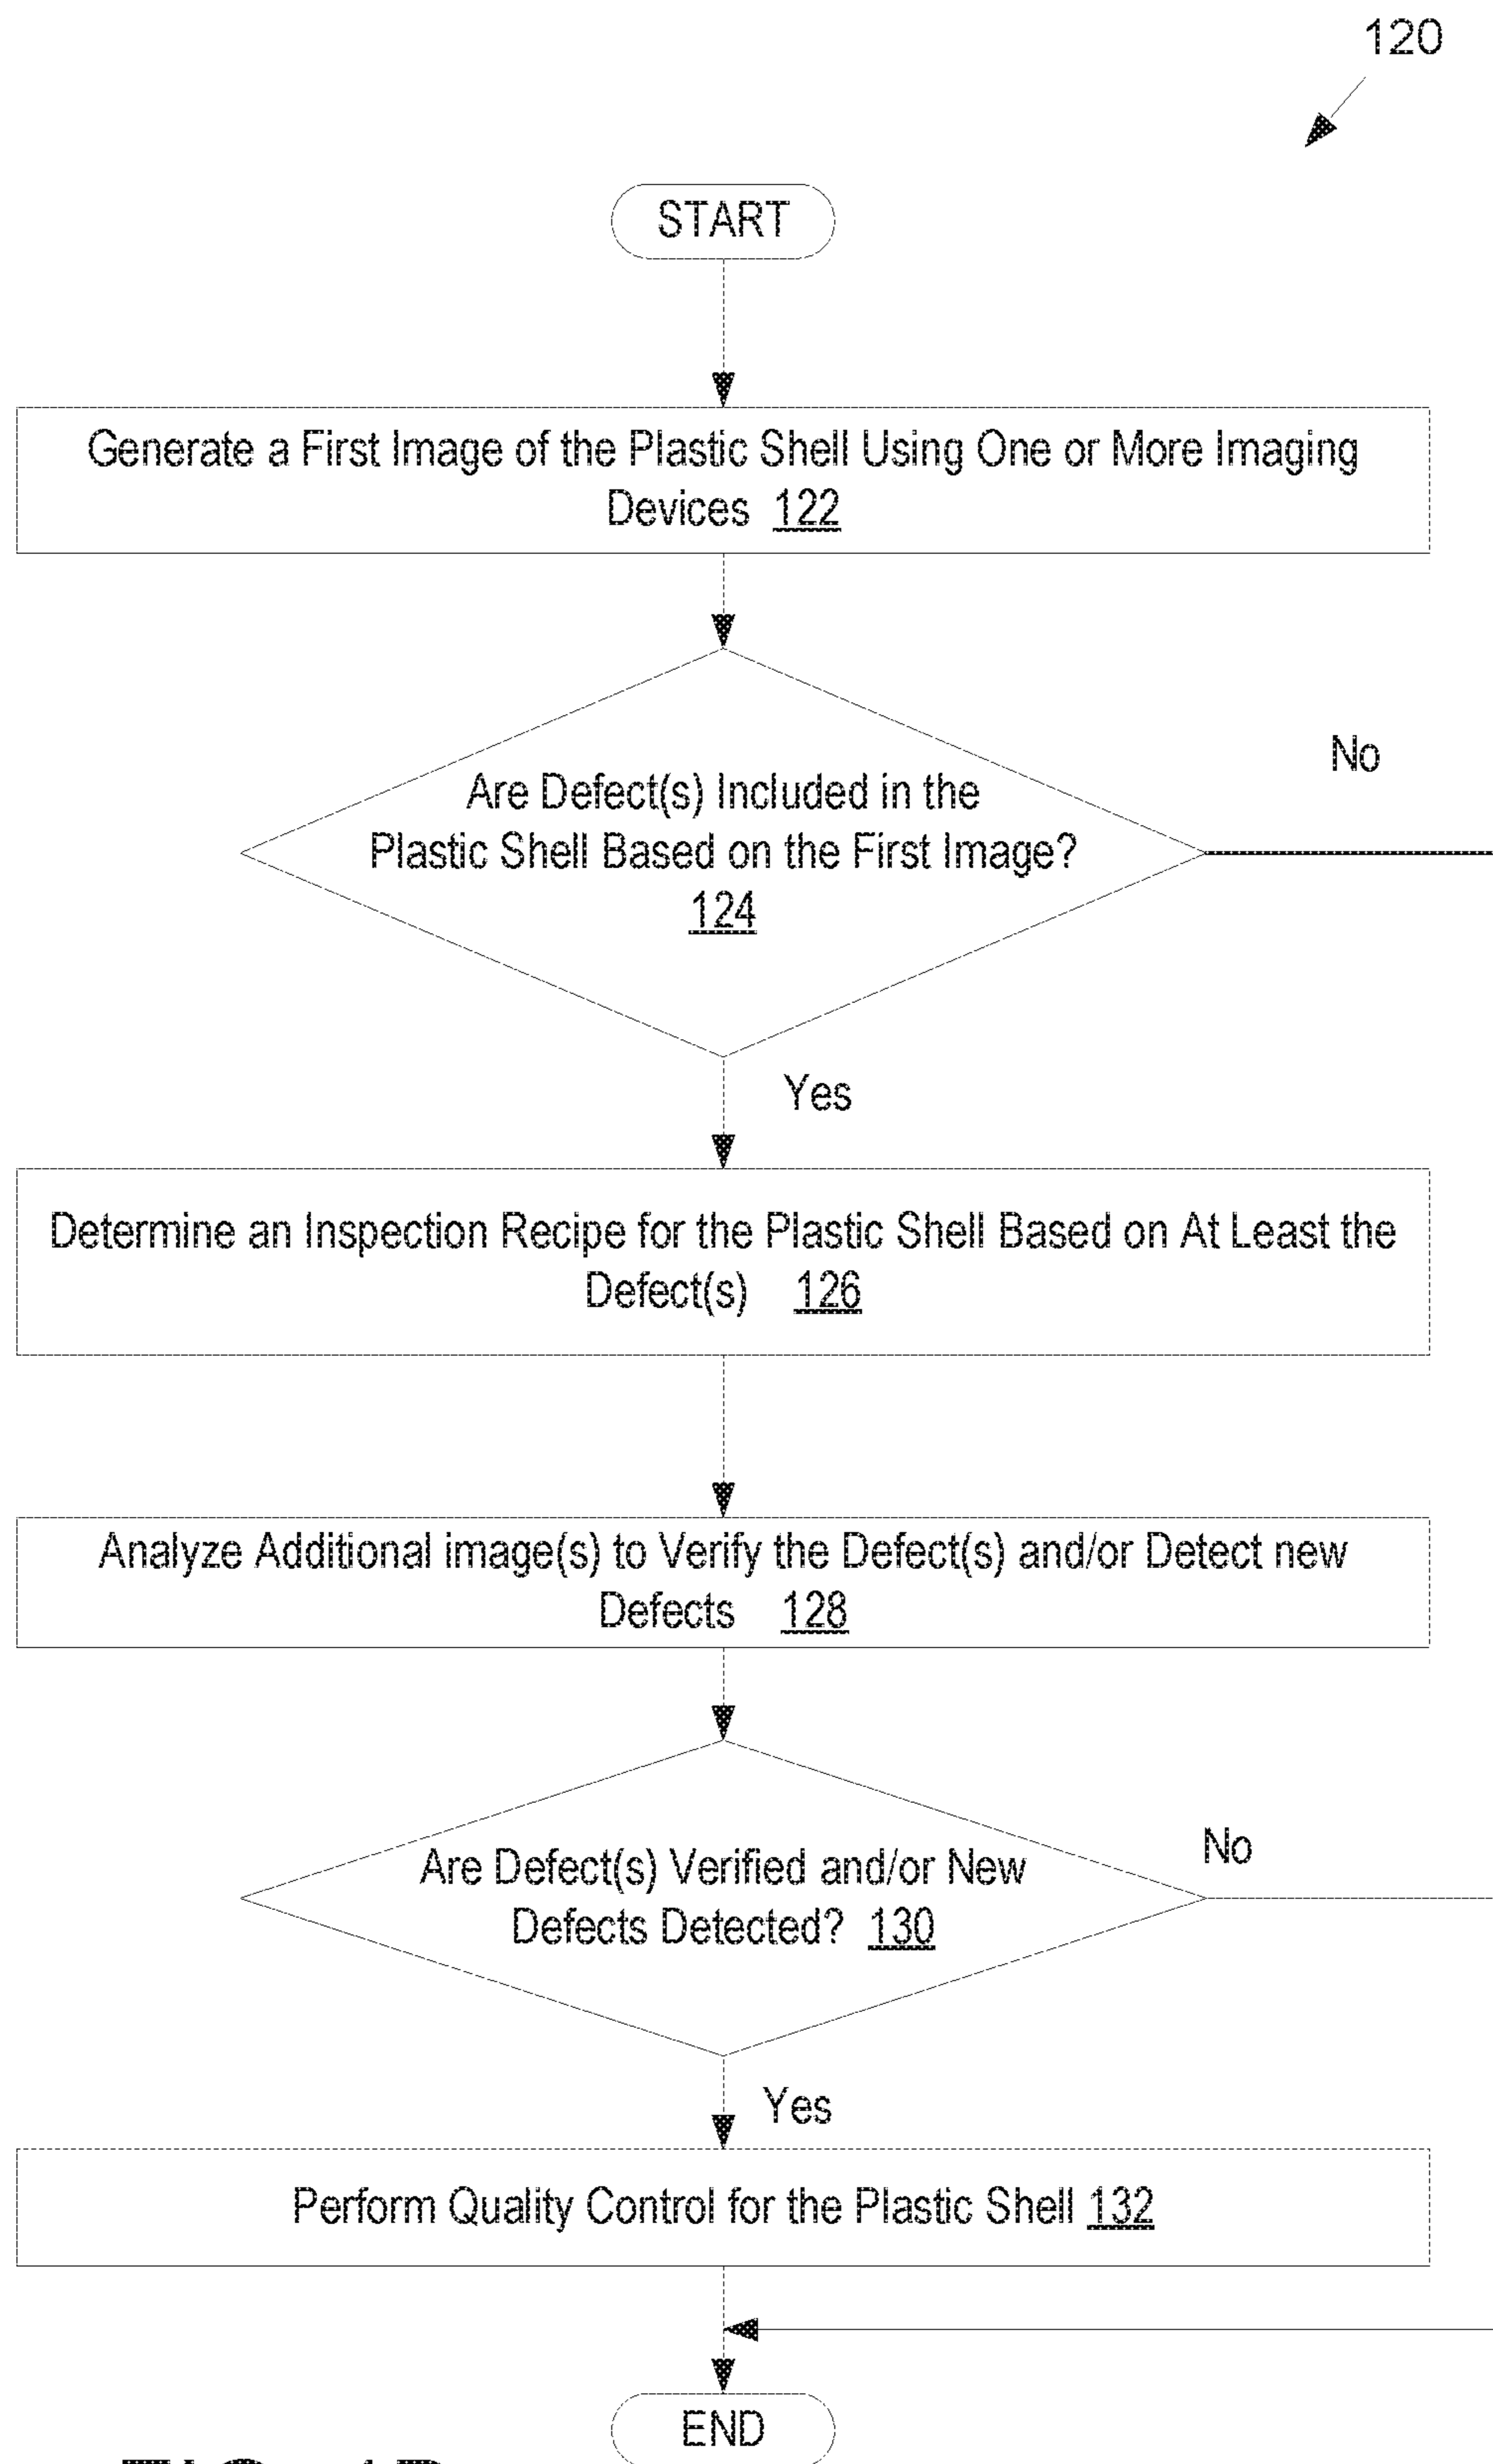 120
START
Generate a First Image of the Plastic Shell Using One or More Imaging
Devices 122
Are Defect(s) Included in the
Plastic Shell Based on the First Image?
124
No
Yes
Determine an Inspection Recipe for the Plastic Shell Based on At Least the
Defect(s) 126
Analyze Additional image(s) to Verify the Defect(s) and/or Detect new
Defects 128
Are Defect(s) Verified and/or New
Defects Detected? 130
No
Yes
Perform Quality Control for the Plastic Shell 132
END